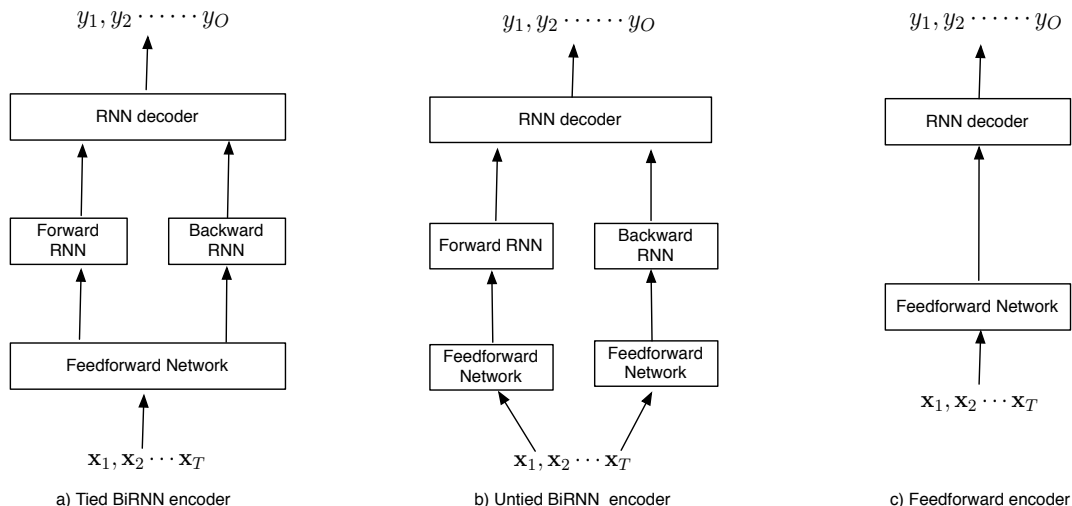 y1, y2 ⋯⋯ yO
RNN decoder
Forward
RNN
Backward
RNN
Feedforward Network
x1, x2 ⋯ xT
a) Tied BiRNN encoder
y1, y2 ⋯⋯ yO
RNN decoder
Forward RNN
Backward
RNN
Feedforward
Network
Feedforward
Network
x1, x2 ⋯ xT
b) Untied BiRNN encoder
y1, y2 ⋯⋯ yO
RNN decoder
Feedforward Network
x1, x2 ⋯ xT
c) Feedforward encoder